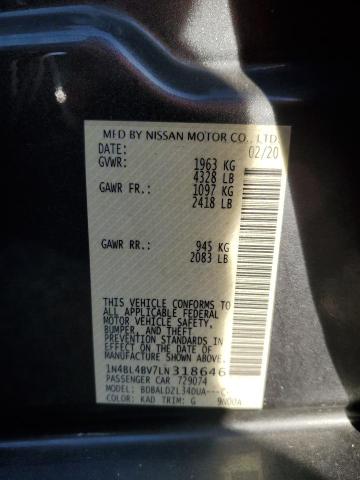 MFD BY NISSAN MOTOR CO., LTD.
DATE: 02/20
GVWR: 1963 KG
4328 LB
GAWR FR.: 1097 KG
2418 LB
GAWR RR.: 945 KG
2083 LB
THIS VEHICLE CONFORMS TO
ALL APPLICABLE FEDERAL
MOTOR VEHICLE SAFETY,
BUMPER, AND THEFT
PREVENTION STANDARDS IN
EFFECT ON THE DATE OF
MANUFACTURE SHOWN ABOVE.
1N4BL4BV7LN318646
PASSENGER CAR 729074
MODEL: BDBALDZL34DUA---C-
COLOR: KAD TRIM: G 9N00A